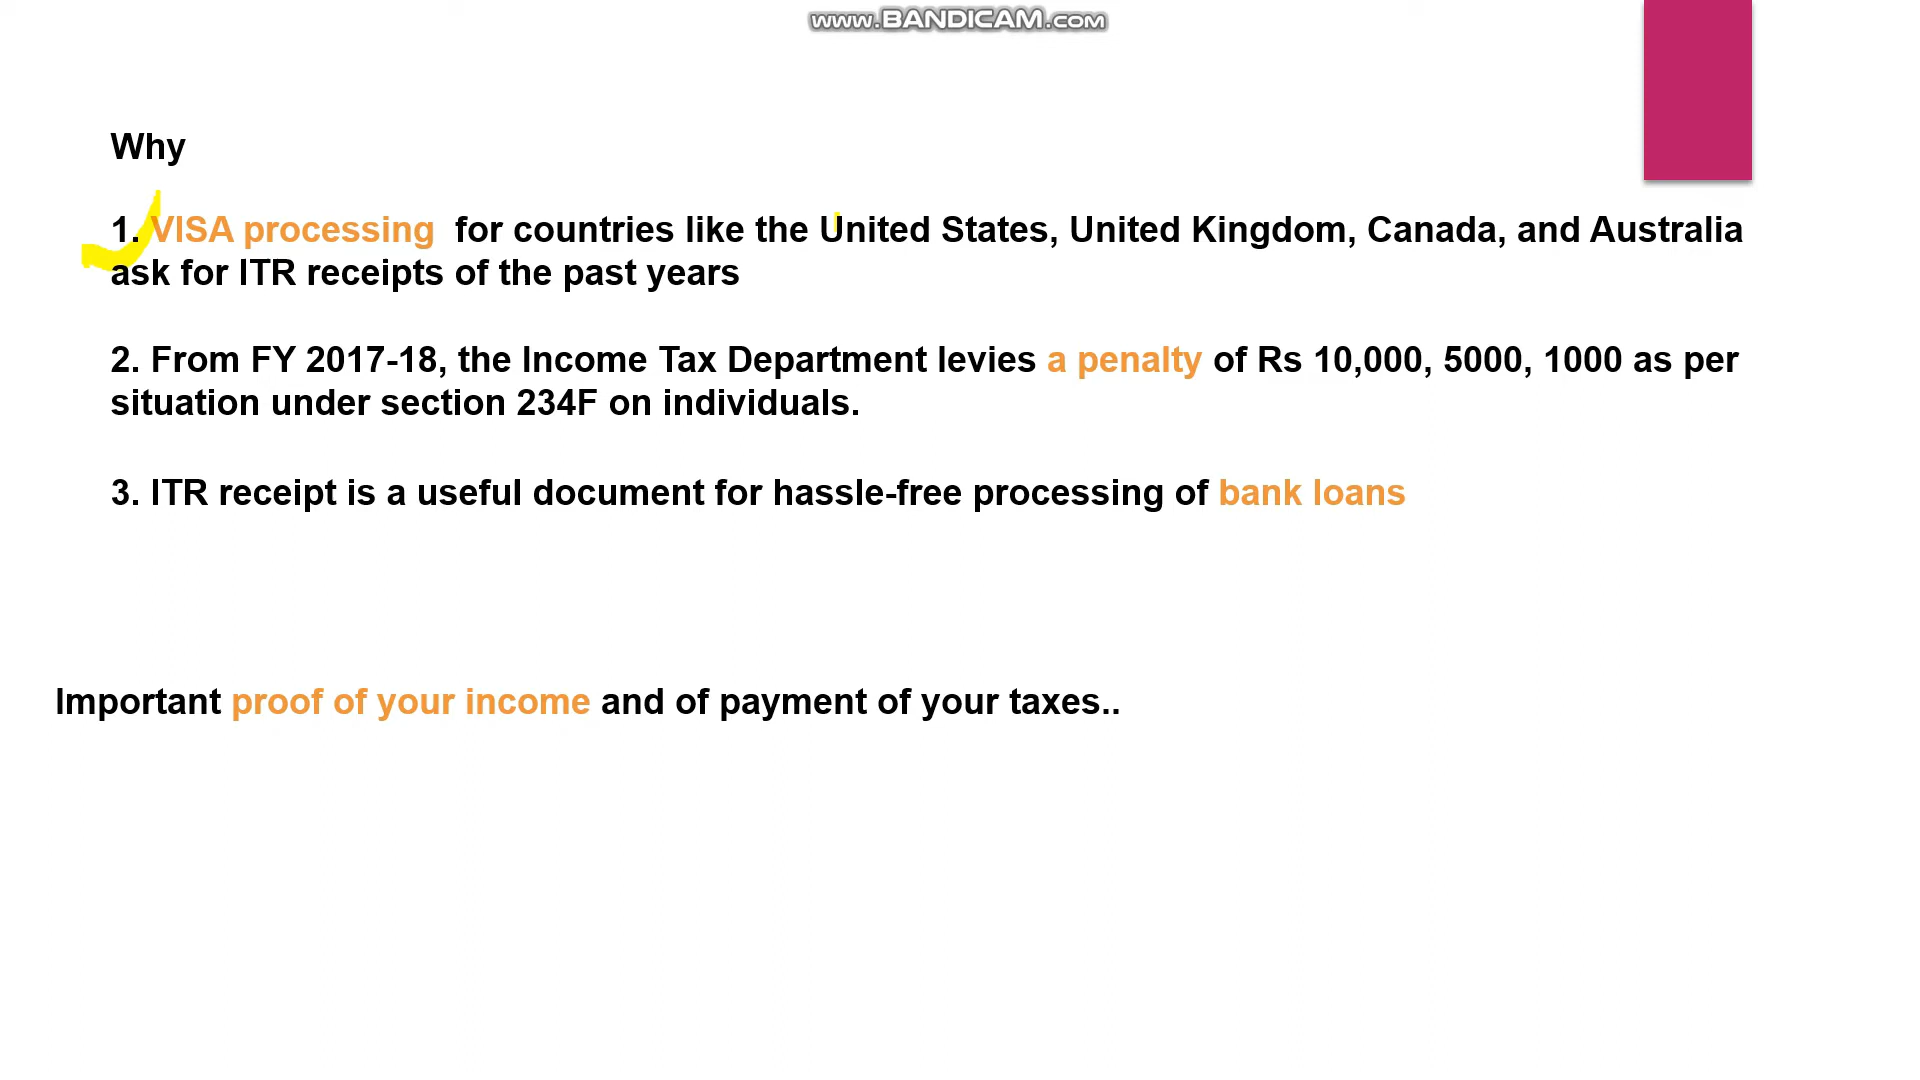 www.BANDICAM.com
Why
1. VISA processing for countries like the United States, United Kingdom, Canada, and Australia
ask for ITR receipts of the past years
2. From FY 2017-18, the Income Tax Department levies a penalty of Rs 10,000, 5000, 1000 as per
situation under section 234F on individuals.
3. ITR receipt is a useful document for hassle-free processing of bank loans
Important proof of your income and of payment of your taxes..